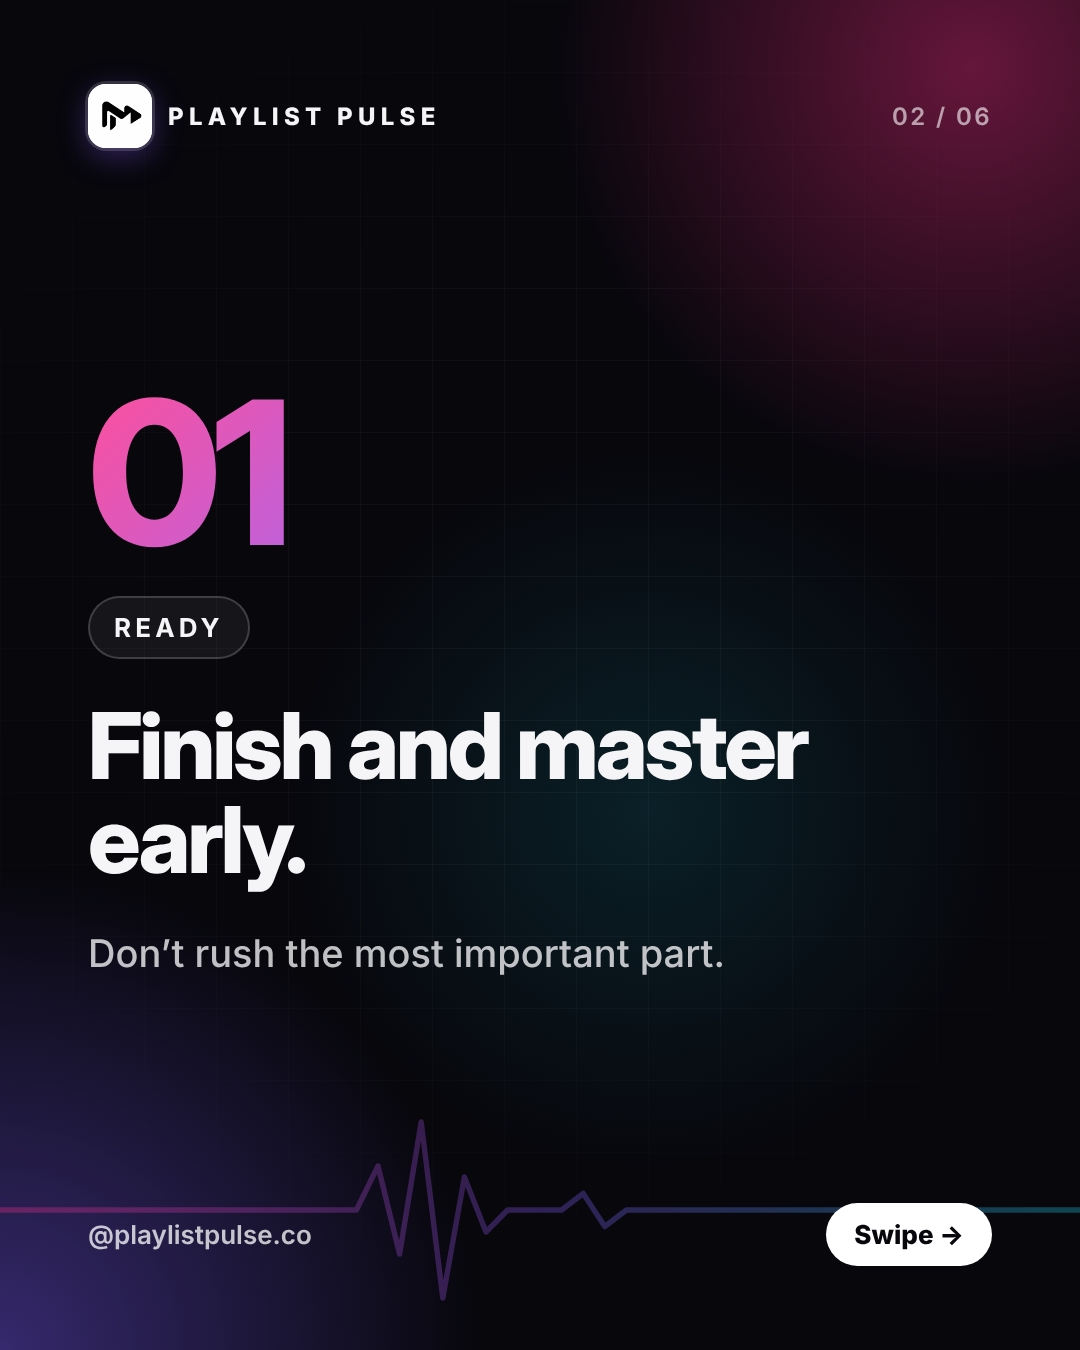 PLAYLIST PULSE
02 / 06
01
READY
Finish and master
early.
Don’t rush the most important part.
@playlistpulse.co
Swipe →